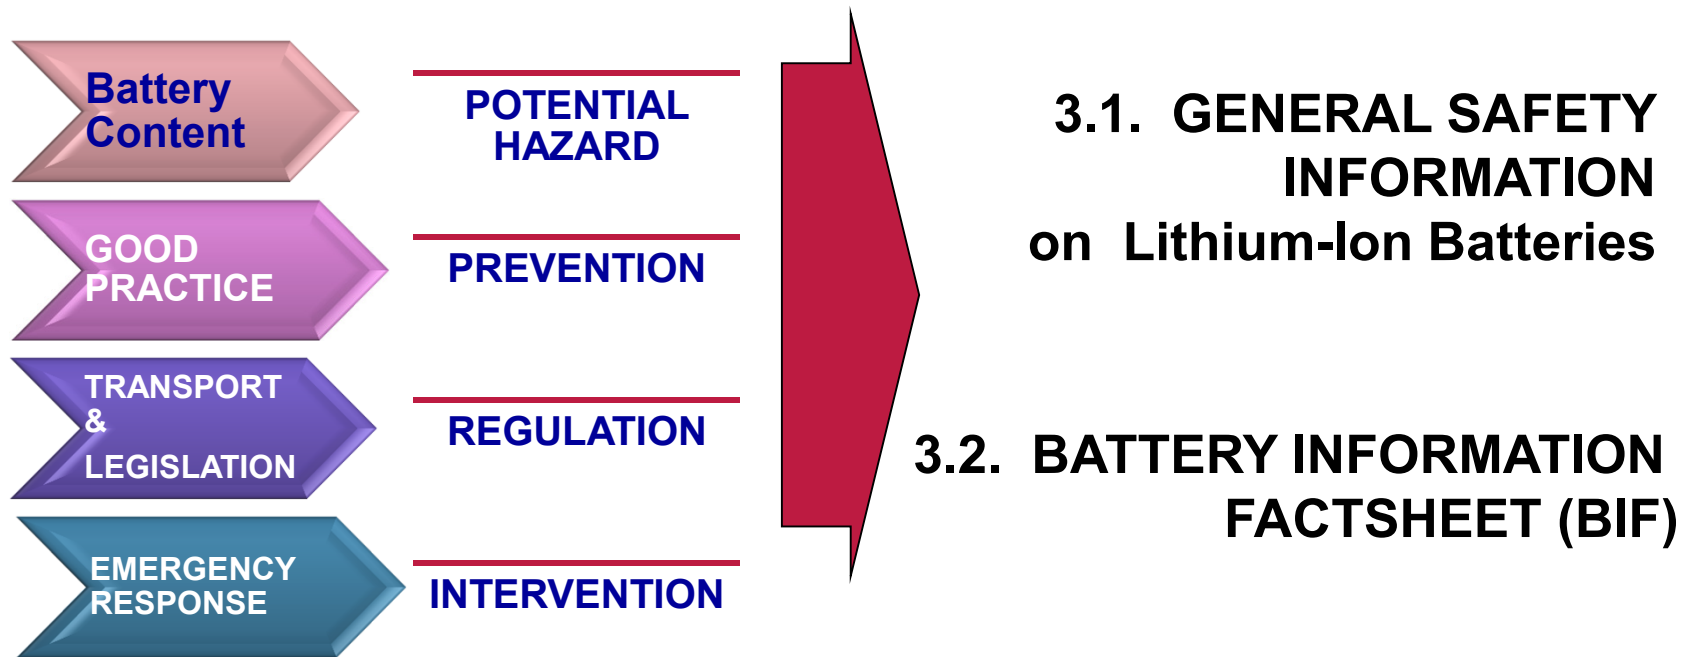 Battery
Content
POTENTIAL
HAZARD
GOOD
PRACTICE
PREVENTION
TRANSPORT
&
LEGISLATION
REGULATION
EMERGENCY
RESPONSE
INTERVENTION
3.1. GENERAL SAFETY
INFORMATION
on Lithium-Ion Batteries
3.2. BATTERY INFORMATION
FACTSHEET (BIF)